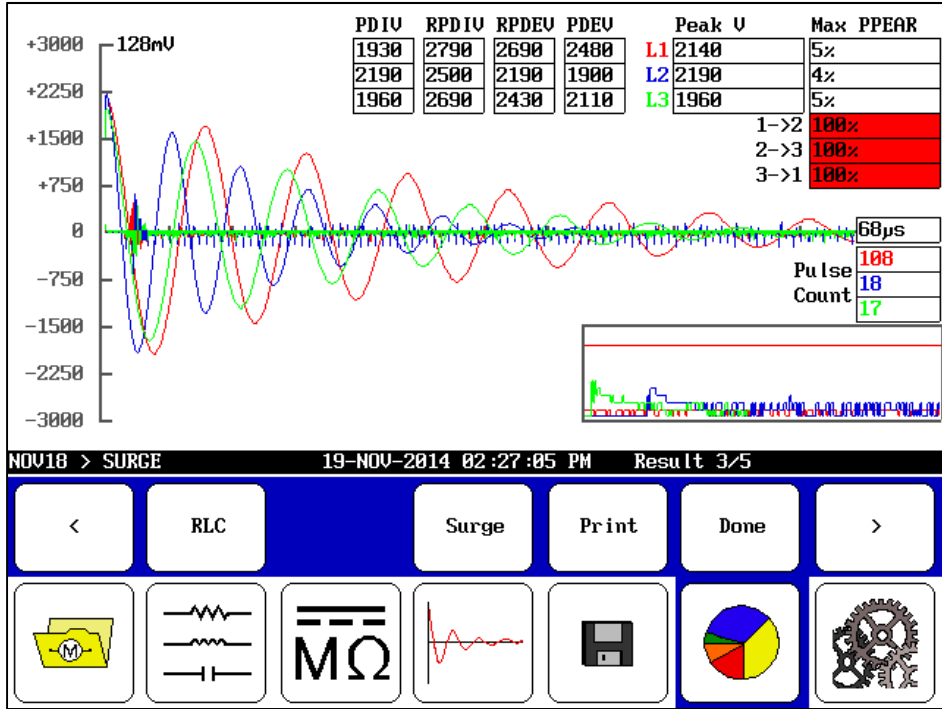 PDIV RPDIV RPDEV PDEV Peak V Max PPEAR
+3000 128mV 1930 2790 2690 2480 L1 2140 5%
2190 2500 2190 1900 L2 2190 4%
+2250 1960 2690 2430 2110 L3 1960 5%
1->2 100%
+1500 2->3 100%
3->1 100%
+750
0 68µs
-750 Pulse Count 108
18
17
-1500
-2250
-3000
NOV18 > SURGE 19-NOV-2014 02:27:05 PM Result 3/5
< RLC Surge Print Done >
M MΩ